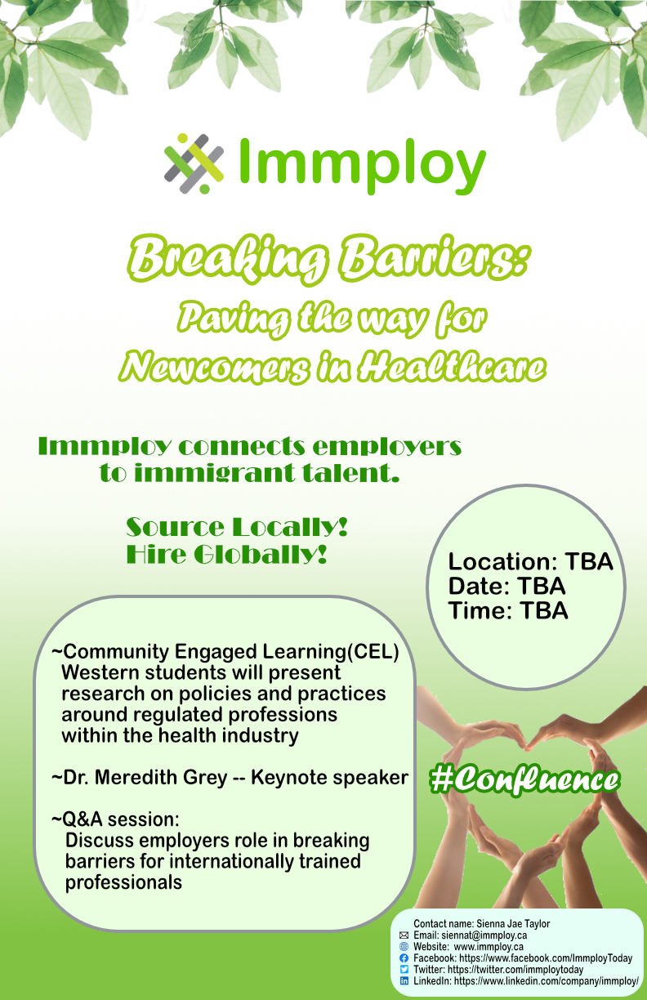 Immploy
Breaking Barriers:
Paving the way for
Newcomers in Healthcare
Immploy connects employers
to immigrant talent.
Source Locally!
Hire Globally!
Location: TBA
Date: TBA
Time: TBA
~Community Engaged Learning(CEL)
Western students will present
research on policies and practices
around regulated professions
within the health industry
~Dr. Meredith Grey -- Keynote speaker
~Q&A session:
Discuss employers role in breaking
barriers for internationally trained
professionals
#Confluence
Contact name: Sienna Jae Taylor
Email: siennat@immploy.ca
Website: www.immploy.ca
Facebook: https://www.facebook.com/ImmployToday
Twitter: https://twitter.com/immploytoday
LinkedIn: https://www.linkedin.com/company/immploy/